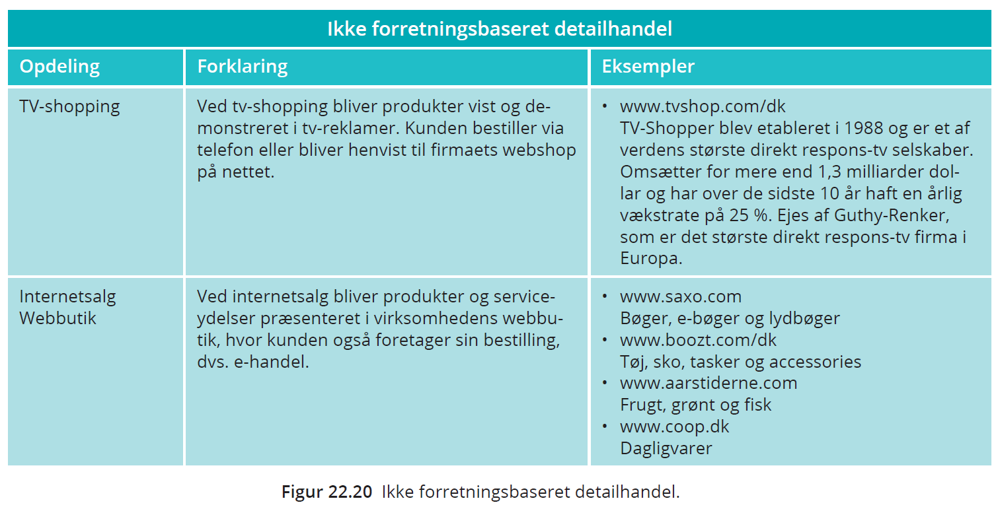 Ikke forretningsbaseret detailhandel
Opdeling
Forklaring
Eksempler
TV-shopping
Ved tv-shopping bliver produkter vist og de-
monstreret i tv-reklamer. Kunden bestiller via
telefon eller bliver henvist til firmaets webshop
på nettet.
• www.tvshop.com/dk
TV-Shopper blev etableret i 1988 og er et af
verdens største direkt respons-tv selskaber.
Omsætter for mere end 1,3 milliarder dol-
lar og har over de sidste 10 år haft en årlig
vækstrate på 25 %. Ejes af Guthy-Renker,
som er det største direkt respons-tv firma i
Europa.
Internetsalg
Webbutik
Ved internetsalg bliver produkter og service-
ydelser præsenteret i virksomhedens webbu-
tik, hvor kunden også foretager sin bestilling,
dvs. e-handel.
• www.saxo.com
Bøger, e-bøger og lydbøger
• www.boozt.com/dk
Tøj, sko, tasker og accessories
• www.aarstiderne.com
Frugt, grønt og fisk
• www.coop.dk
Dagligvarer
Figur 22.20 Ikke forretningsbaseret detailhandel.